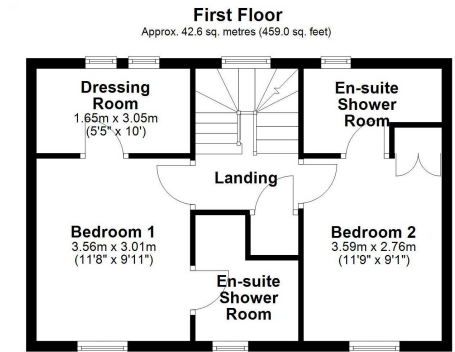 First Floor
Approx. 42.6 sq. metres (459.0 sq. feet)
Dressing
Room
1.65m x 3.05m
(5'5" x 10')
En-suite
Shower
Room
Landing
Bedroom 1
3.56m x 3.01m
(11'8" x 9'11")
Bedroom 2
3.59m x 2.76m
(11'9" x 9'1")
En-suite
Shower
Room